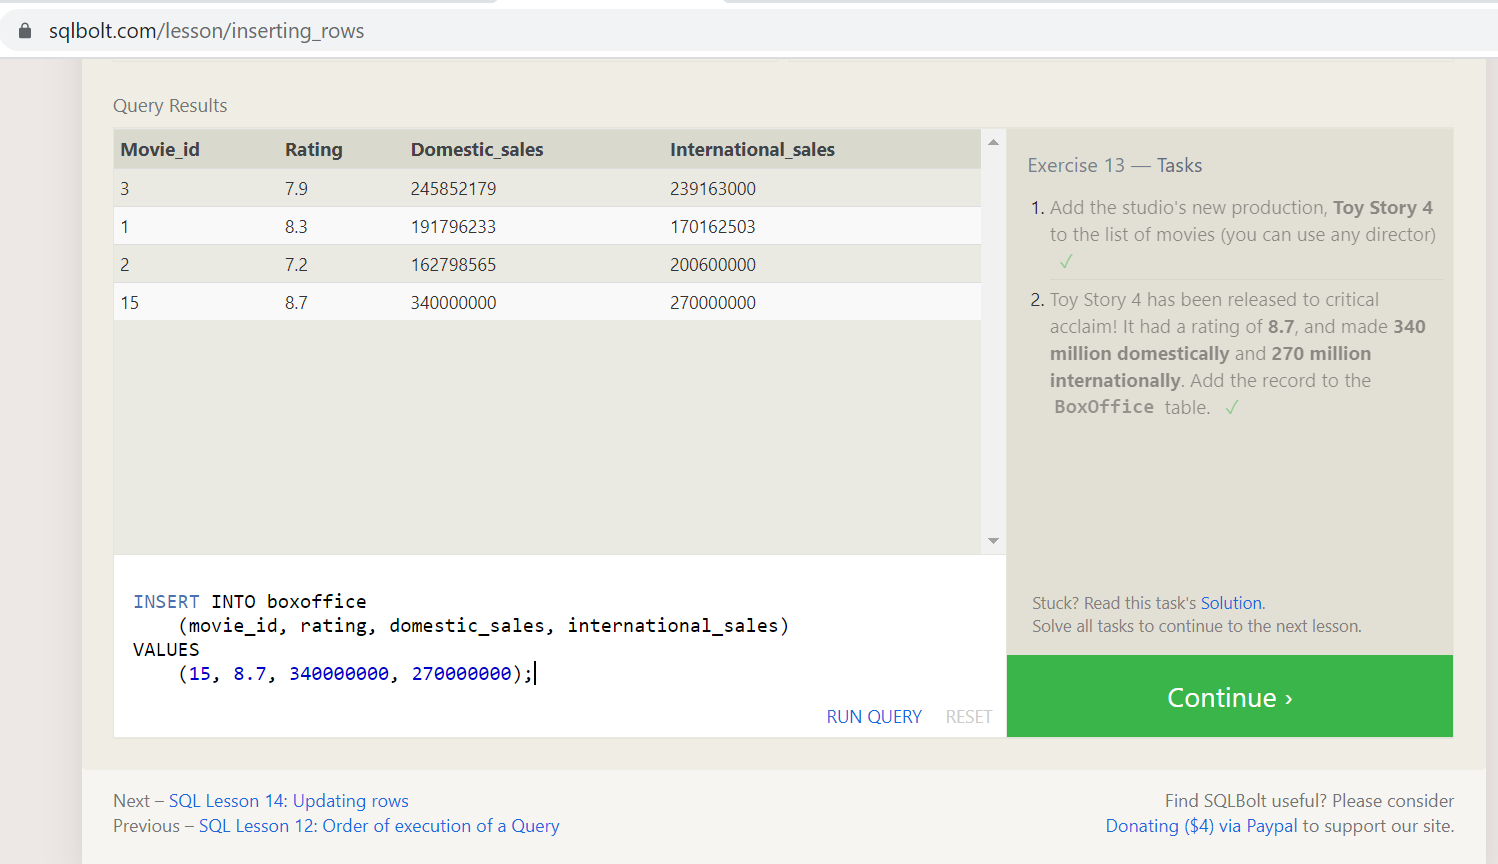 sqlbolt.com/lesson/inserting_rows
Query Results
Movie_id Rating Domestic_sales International_sales
3 7.9 245852179 239163000
1 8.3 191796233 170162503
2 7.2 162798565 200600000
15 8.7 340000000 270000000
Exercise 13 — Tasks
1. Add the studio's new production, Toy Story 4
to the list of movies (you can use any director)
✓
2. Toy Story 4 has been released to critical
acclaim! It had a rating of 8.7, and made 340
million domestically and 270 million
internationally. Add the record to the
BoxOffice table. ✓
INSERT INTO boxoffice
(movie_id, rating, domestic_sales, international_sales)
VALUES
(15, 8.7, 340000000, 270000000);
RUN QUERY RESET
Stuck? Read this task's Solution.
Solve all tasks to continue to the next lesson.
Continue ›
Next – SQL Lesson 14: Updating rows
Previous – SQL Lesson 12: Order of execution of a Query
Find SQLBolt useful? Please consider
Donating ($4) via Paypal to support our site.